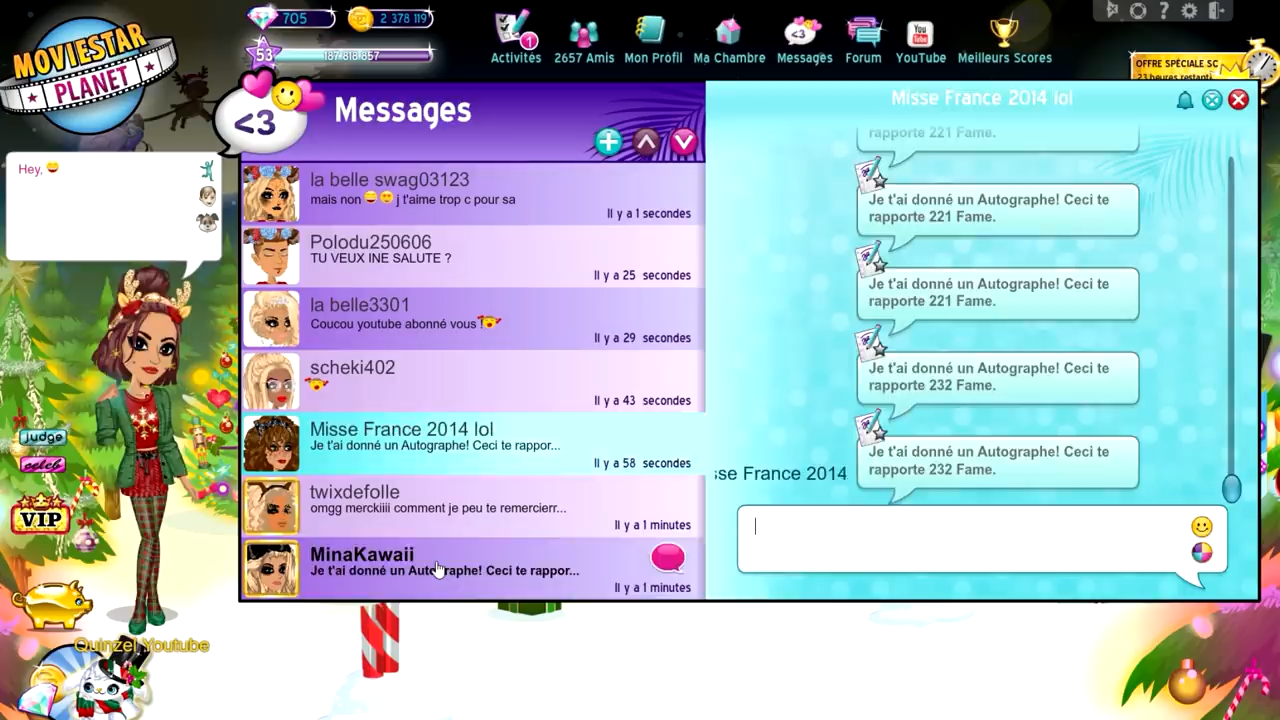 MOVIESTAR
PLANET
705
2 378 119
53
187 818 857
<3
Activités
1
2657 Amis
Mon Profil
Ma Chambre
Messages
Forum
You
Tube
YouTube
Meilleurs Scores
OFFRE SPÉCIALE SC
23 heures restant
Hey,
judge
celeb
VIP
Quinzel Youtube
<3
Messages
la belle swag03123
mais non 😄 😉 j t'aime trop c pour sa
Il y a 1 secondes
Polodu250606
TU VEUX INE SALUTE ?
Il y a 25 secondes
la belle3301
Coucou youtube abonné vous !
Il y a 29 secondes
scheki402
Il y a 43 secondes
Misse France 2014 lol
Je t'ai donné un Autographe! Ceci te rappor...
Il y a 58 secondes
twixdefolle
omgg merckiiii comment je peu te remercierr...
Il y a 1 minutes
MinaKawaii
Je t'ai donné un Autographe! Ceci te rappor...
Il y a 1 minutes
Misse France 2014 lol
rapporte 221 Fame.
Je t'ai donné un Autographe! Ceci te
rapporte 221 Fame.
Je t'ai donné un Autographe! Ceci te
rapporte 221 Fame.
Je t'ai donné un Autographe! Ceci te
rapporte 232 Fame.
Je t'ai donné un Autographe! Ceci te
rapporte 232 Fame.
sse France 2014